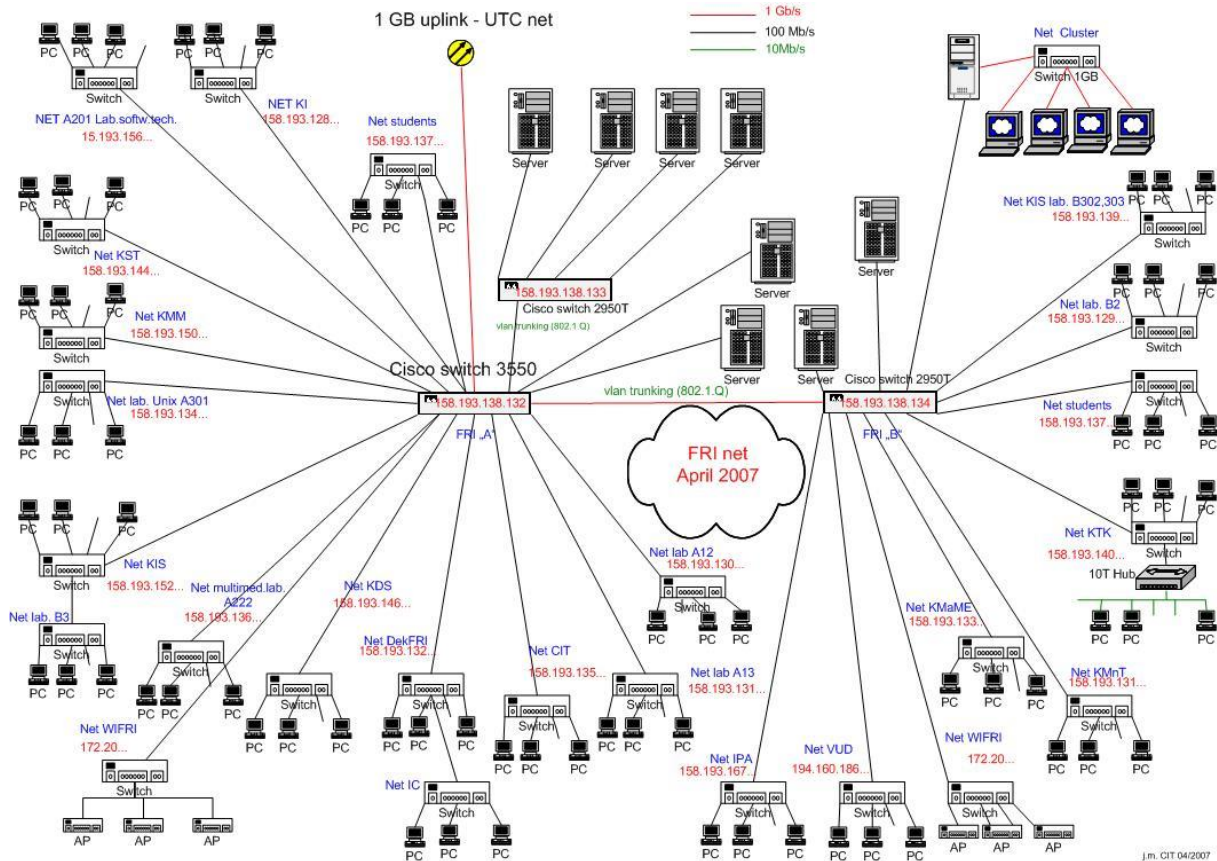 1 GB uplink - UTC net
1 Gb/s
100 Mb/s
10Mb/s
Net Cluster
Switch 1GB
PC PC PC
Switch
NET A201 Lab.softw.tech.
15.193.156...
PC PC PC
Switch
NET KI
158.193.128...
Net students
158.193.137...
Switch
PC PC PC
Server
Server
Server
Server
158.193.138.133
Cisco switch 2950T
vlan trunking (802.1.Q)
Server
Server
Server
Server
PC PC PC
Net KIS lab. B302,303
158.193.139...
Switch
PC PC PC
Switch
Net KST
158.193.144...
PC PC PC
Net lab. B2
158.193.129...
Switch
PC PC PC
Net KMM
158.193.150...
Switch
Cisco switch 3550
158.193.138.132
FRI „A“
vlan trunking (802.1.Q)
Cisco switch 2950T
158.193.138.134
FRI „B“
FRI net
April 2007
Switch
Net lab. Unix A301
158.193.134...
PC PC PC
Net students
158.193.137...
Switch
PC PC PC
PC PC PC
Net KIS
Switch
158.193.152...
PC PC PC
Net KTK
158.193.140...
Switch
10T Hub
PC PC PC
Net lab. B3
Switch
PC PC PC
Net multimed.lab.
A222
158.193.136...
Switch
PC PC PC
Net KDS
158.193.146...
Switch
PC PC PC
Net DekFRI
158.193.132...
Switch
PC PC PC
Net CIT
158.193.135...
Switch
PC PC PC
Net lab A12
158.193.130...
Switch
PC PC PC
Net lab A13
158.193.131...
Switch
PC PC PC
Net KMaME
158.193.133...
Switch
PC PC PC
Net KMnT
158.193.131...
Switch
PC PC PC
Net WIFRI
172.20...
Switch
AP AP AP
Net IC
Switch
PC PC PC
Net IPA
158.193.167...
Switch
PC PC PC
Net VUD
194.160.186...
Switch
PC PC PC
Net WIFRI
172.20...
Switch
AP AP AP
j.m. CIT 04/2007